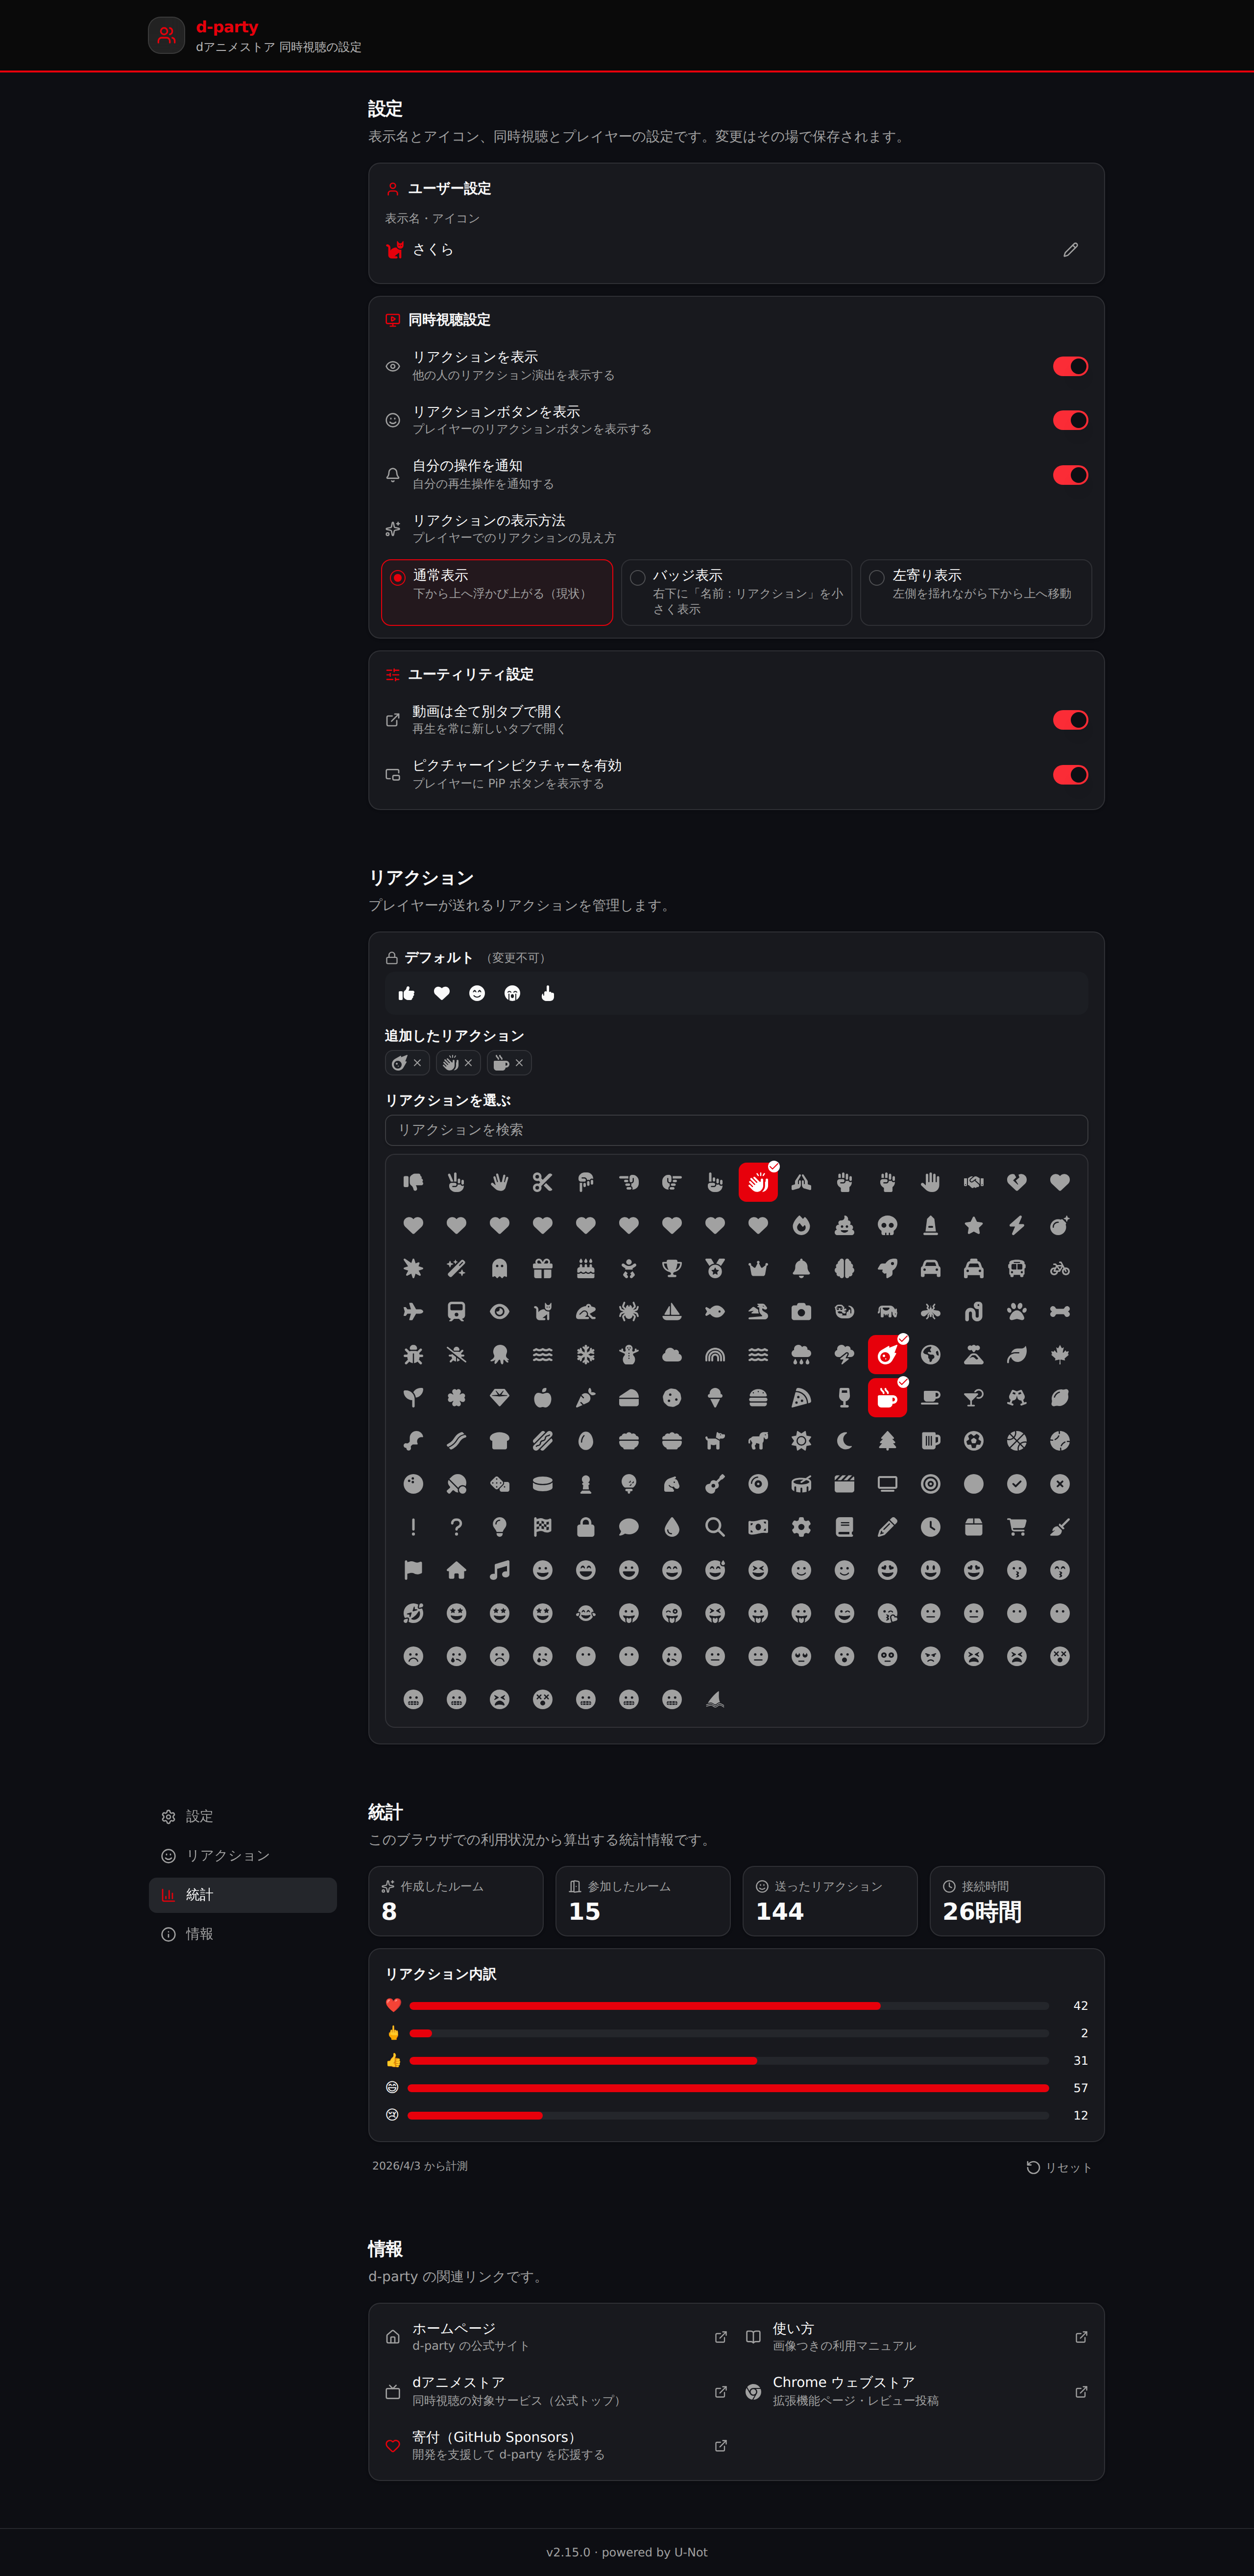 d-party
dアニメストア 同時視聴の設定
設定
表示名とアイコン、同時視聴とプレイヤーの設定です。変更はその場で保存されます。
ユーザー設定
表示名・アイコン
さくら
同時視聴設定
リアクションを表示
他の人のリアクション演出を表示する
リアクションボタンを表示
プレイヤーのリアクションボタンを表示する
自分の操作を通知
自分の再生操作を通知する
リアクションの表示方法
プレイヤーでのリアクションの見え方
通常表示
下から上へ浮かび上がる（現状）
バッジ表示
右下に「名前：リアクション」を小
さく表示
左寄り表示
左側を揺れながら下から上へ移動
ユーティリティ設定
動画は全て別タブで開く
再生を常に新しいタブで開く
ピクチャーインピクチャーを有効
プレイヤーに PiP ボタンを表示する
リアクション
プレイヤーが送れるリアクションを管理します。
デフォルト （変更不可）
追加したリアクション
リアクションを選ぶ
リアクションを検索
設定
リアクション
統計
情報
統計
このブラウザでの利用状況から算出する統計情報です。
作成したルーム
8
参加したルーム
15
送ったリアクション
144
接続時間
26時間
リアクション内訳
42
2
31
57
12
2026/4/3 から計測
リセット
情報
d-party の関連リンクです。
ホームページ
d-party の公式サイト
使い方
画像つきの利用マニュアル
dアニメストア
同時視聴の対象サービス（公式トップ）
Chrome ウェブストア
拡張機能ページ・レビュー投稿
寄付（GitHub Sponsors）
開発を支援して d-party を応援する
v2.15.0 · powered by U-Not